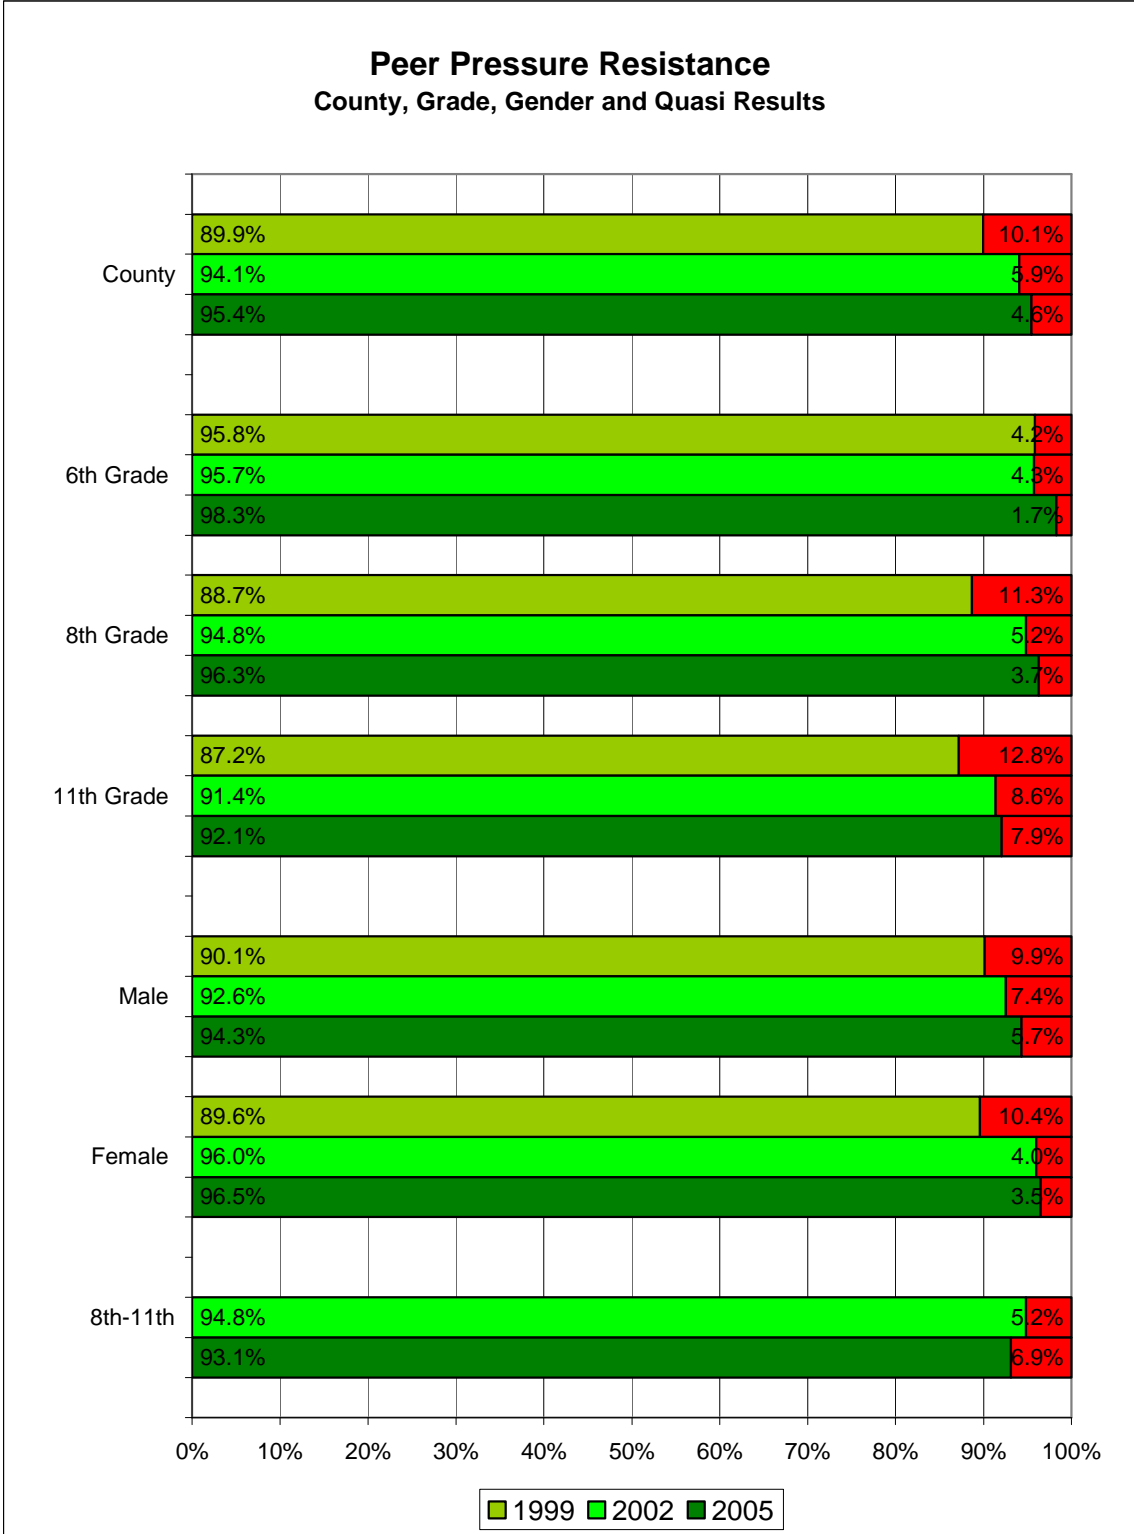 Peer Pressure Resistance
County, Grade, Gender and Quasi Results
89.9% 10.1%
County 94.1% 5.9%
95.4% 4.6%
95.8% 4.2%
6th Grade 95.7% 4.3%
98.3% 1.7%
88.7% 11.3%
8th Grade 94.8% 5.2%
96.3% 3.7%
87.2% 12.8%
11th Grade 91.4% 8.6%
92.1% 7.9%
90.1% 9.9%
Male 92.6% 7.4%
94.3% 5.7%
89.6% 10.4%
Female 96.0% 4.0%
96.5% 3.5%
8th-11th 94.8% 5.2%
93.1% 6.9%
0% 10% 20% 30% 40% 50% 60% 70% 80% 90% 100%
1999 2002 2005